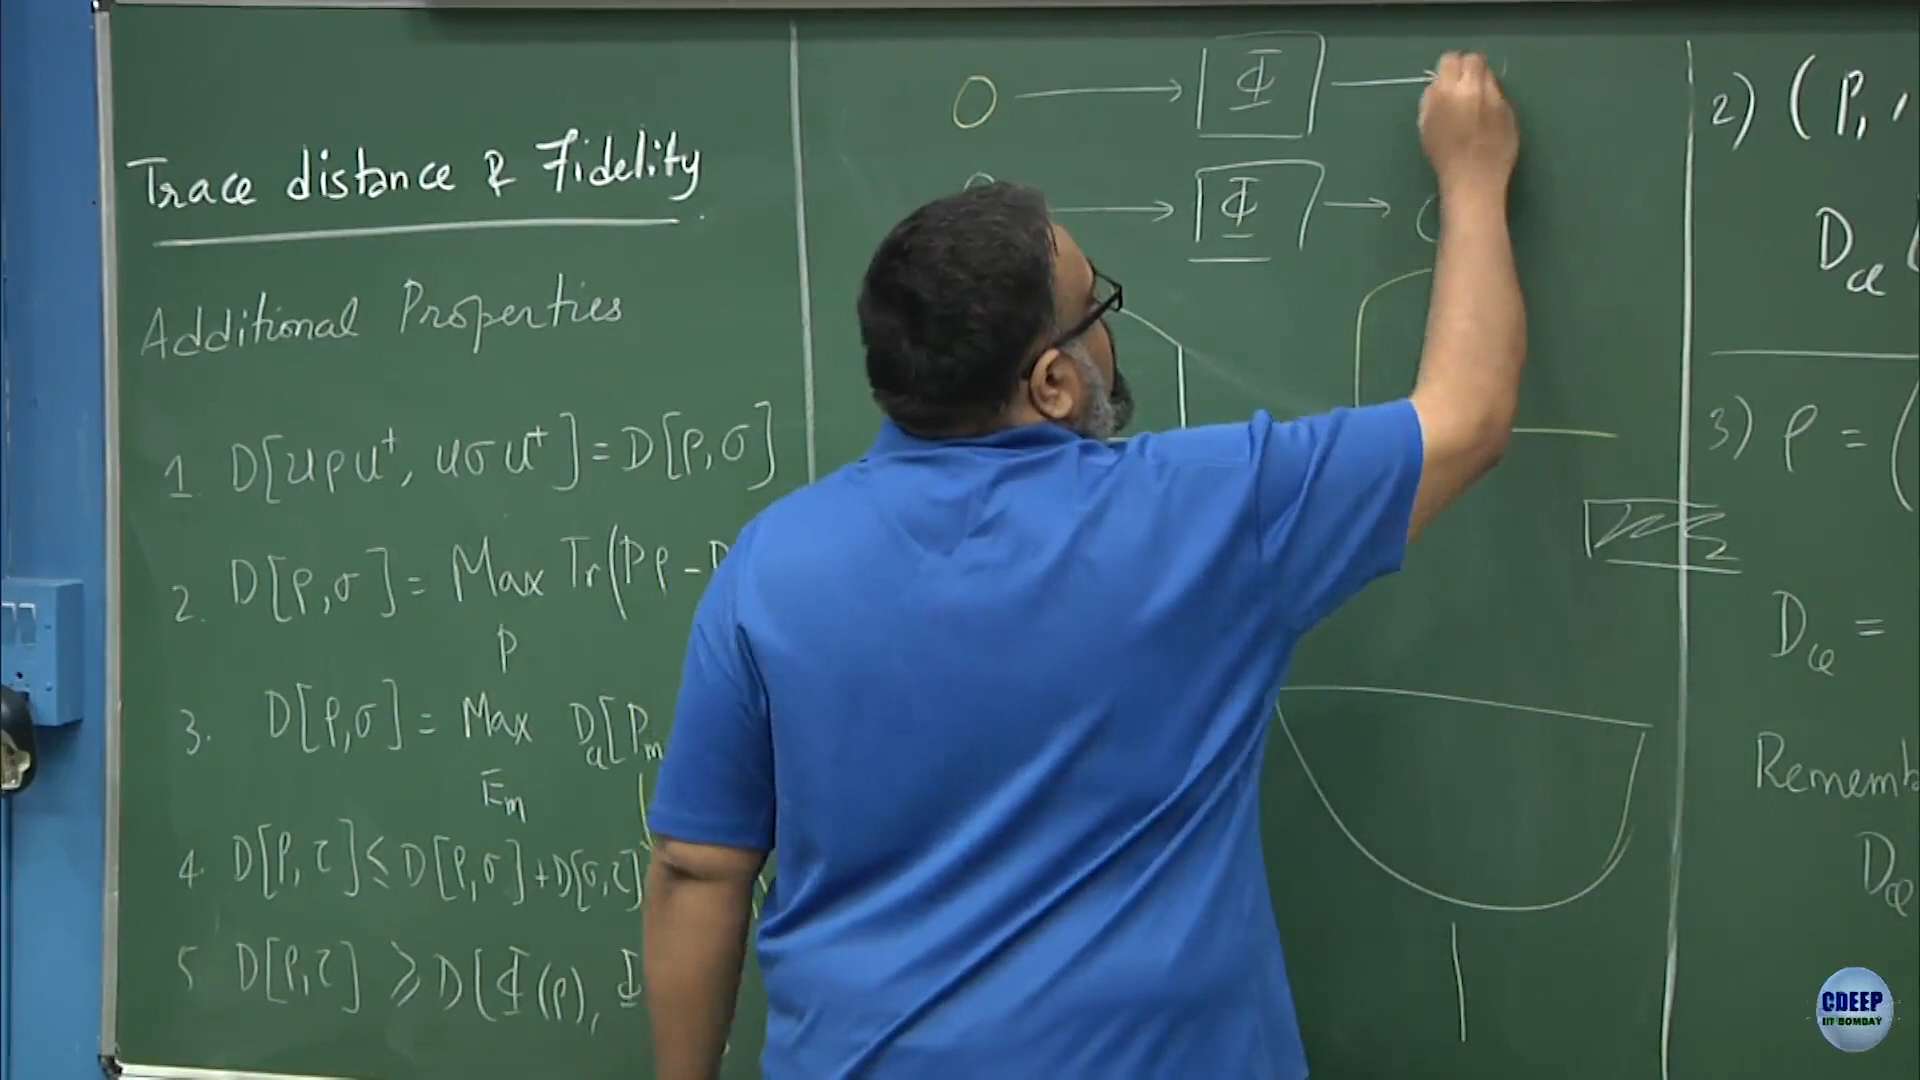 Trace distance & Fidelity
Additional Properties
1. D[uρu†, uσu†] = D[ρ,σ]
2. D[ρ,σ] = Max Tr(Pρ -
P
3. D[ρ,σ] = Max D_cl[P_m
E_m
4. D[ρ,τ] ≤ D[ρ,σ] + D[σ,τ]
5 D[ρ,τ] ≥ D[Φ(ρ), Φ
Φ
Φ
2) (P,,
D_cl
3) ρ = (
D_cl =
Rememb
D_cl
CDEEP
IIT BOMBAY